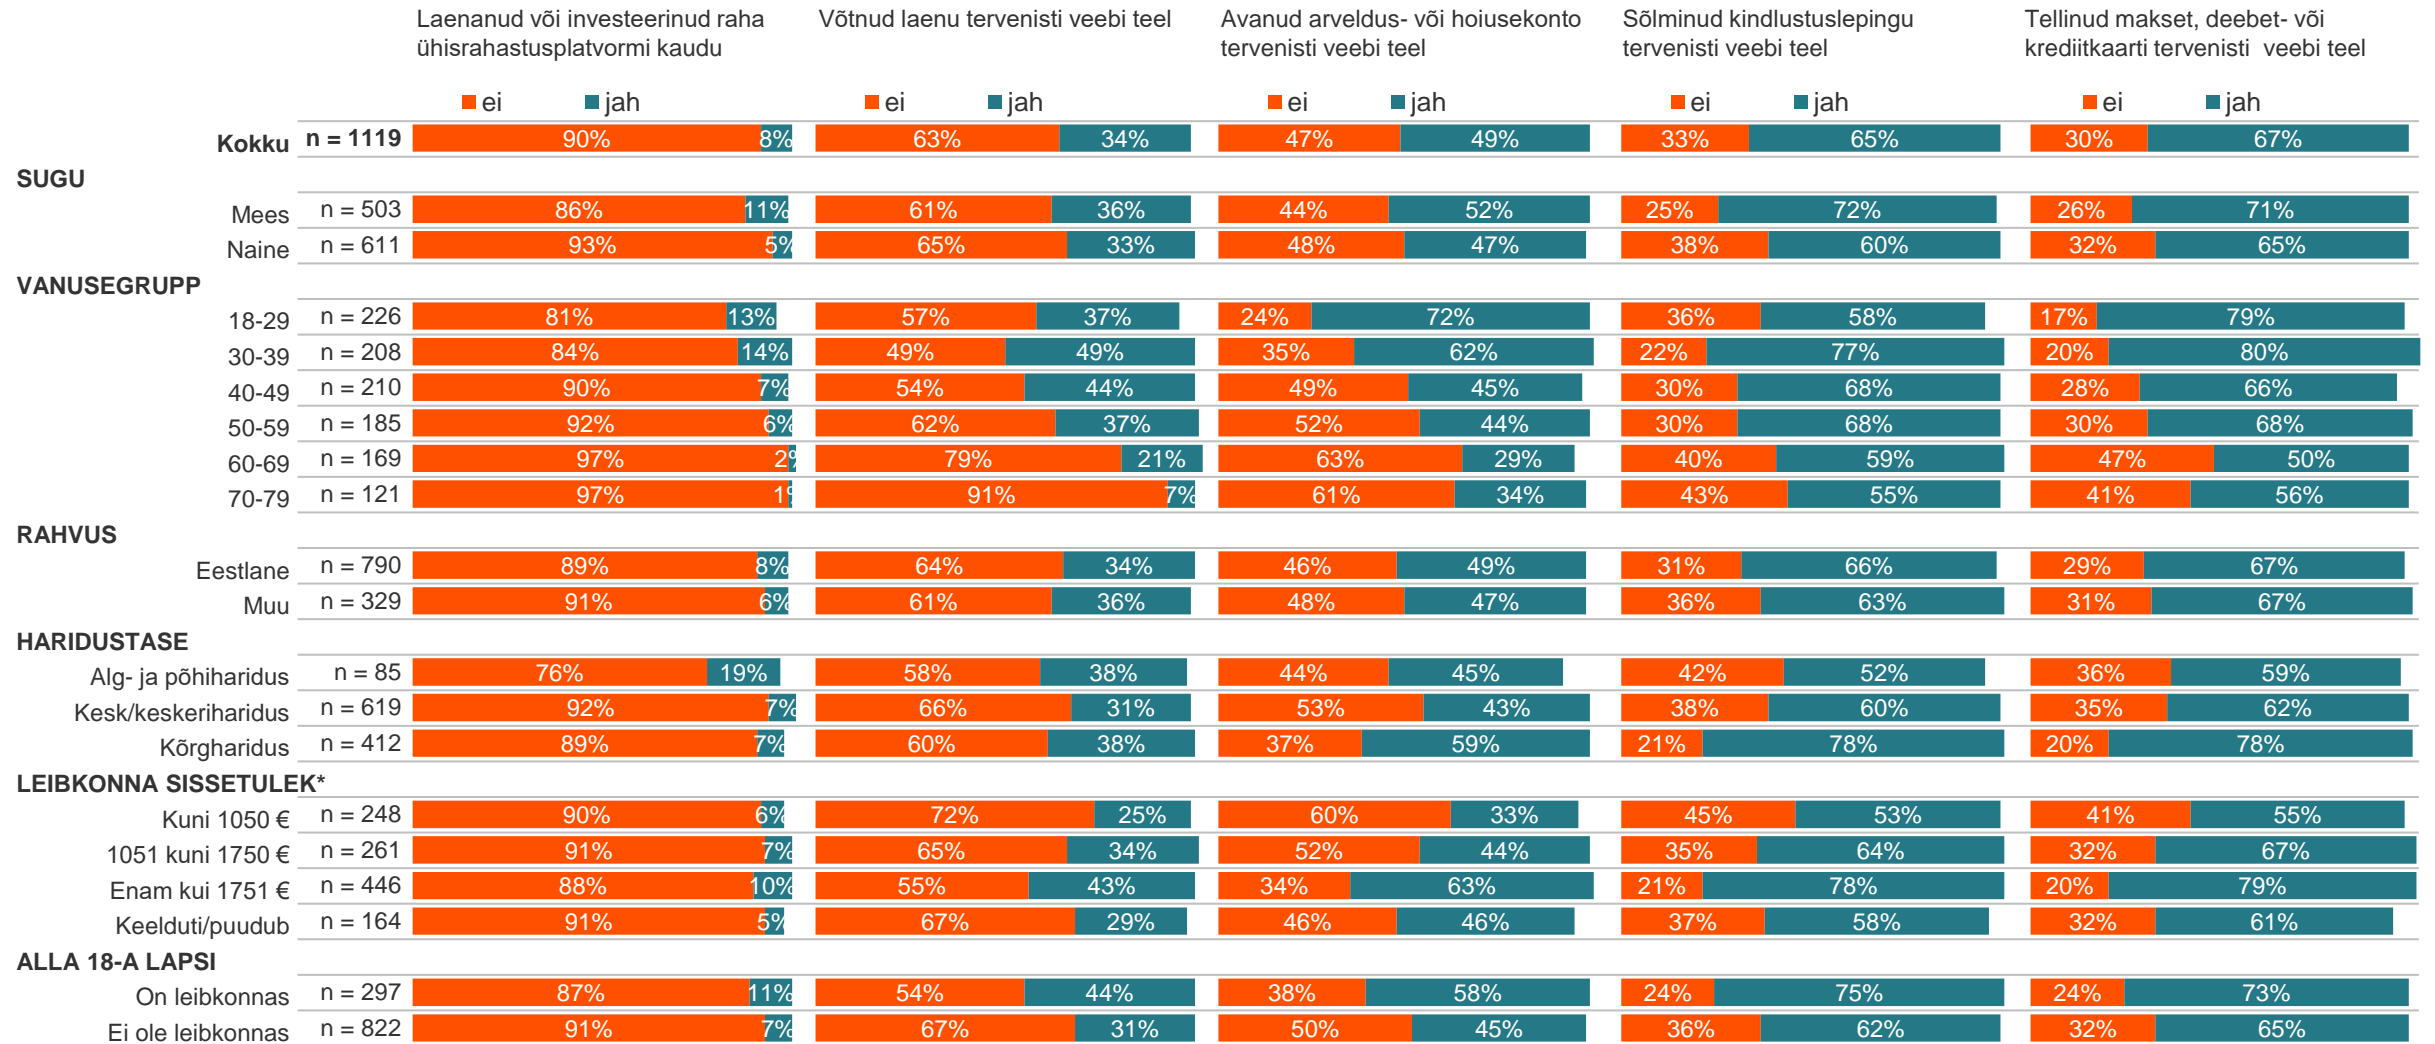 Laenanud või investeerinud raha ühisrahastusplatvormi kaudu
Võtnud laenu tervenisti veebi teel
Avanud arveldus- või hoiusekonto tervenisti veebi teel
Sõlminud kindlustuslepingu tervenisti veebi teel
Tellinud makset, deebet- või krediitkaarti tervenisti veebi teel
ei jah ei jah ei jah ei jah ei jah
Kokku n = 1119 90% 8% 63% 34% 47% 49% 33% 65% 30% 67%
SUGU
Mees n = 503 86% 11% 61% 36% 44% 52% 25% 72% 26% 71%
Naine n = 611 93% 5% 65% 33% 48% 47% 38% 60% 32% 65%
VANUSEGRUPP
18-29 n = 226 81% 13% 57% 37% 24% 72% 36% 58% 17% 79%
30-39 n = 208 84% 14% 49% 49% 35% 62% 22% 77% 20% 80%
40-49 n = 210 90% 7% 54% 44% 49% 45% 30% 68% 28% 66%
50-59 n = 185 92% 6% 62% 37% 52% 44% 30% 68% 30% 68%
60-69 n = 169 97% 2% 79% 21% 63% 29% 40% 59% 47% 50%
70-79 n = 121 97% 1% 91% 7% 61% 34% 43% 55% 41% 56%
RAHVUS
Eestlane n = 790 89% 8% 64% 34% 46% 49% 31% 66% 29% 67%
Muu n = 329 91% 6% 61% 36% 48% 47% 36% 63% 31% 67%
HARIDUSTASE
Alg- ja põhiharidus n = 85 76% 19% 58% 38% 44% 45% 42% 52% 36% 59%
Kesk/keskeriharidus n = 619 92% 7% 66% 31% 53% 43% 38% 60% 35% 62%
Kõrgharidus n = 412 89% 7% 60% 38% 37% 59% 21% 78% 20% 78%
LEIBKONNA SISSETULEK*
Kuni 1050 € n = 248 90% 6% 72% 25% 60% 33% 45% 53% 41% 55%
1051 kuni 1750 € n = 261 91% 7% 65% 34% 52% 44% 35% 64% 32% 67%
Enam kui 1751 € n = 446 88% 10% 55% 43% 34% 63% 21% 78% 20% 79%
Keelduti/puudub n = 164 91% 5% 67% 29% 46% 46% 37% 58% 32% 61%
ALLA 18-A LAPSI
On leibkonnas n = 297 87% 11% 54% 44% 38% 58% 24% 75% 24% 73%
Ei ole leibkonnas n = 822 91% 7% 67% 31% 50% 45% 36% 62% 32% 65%